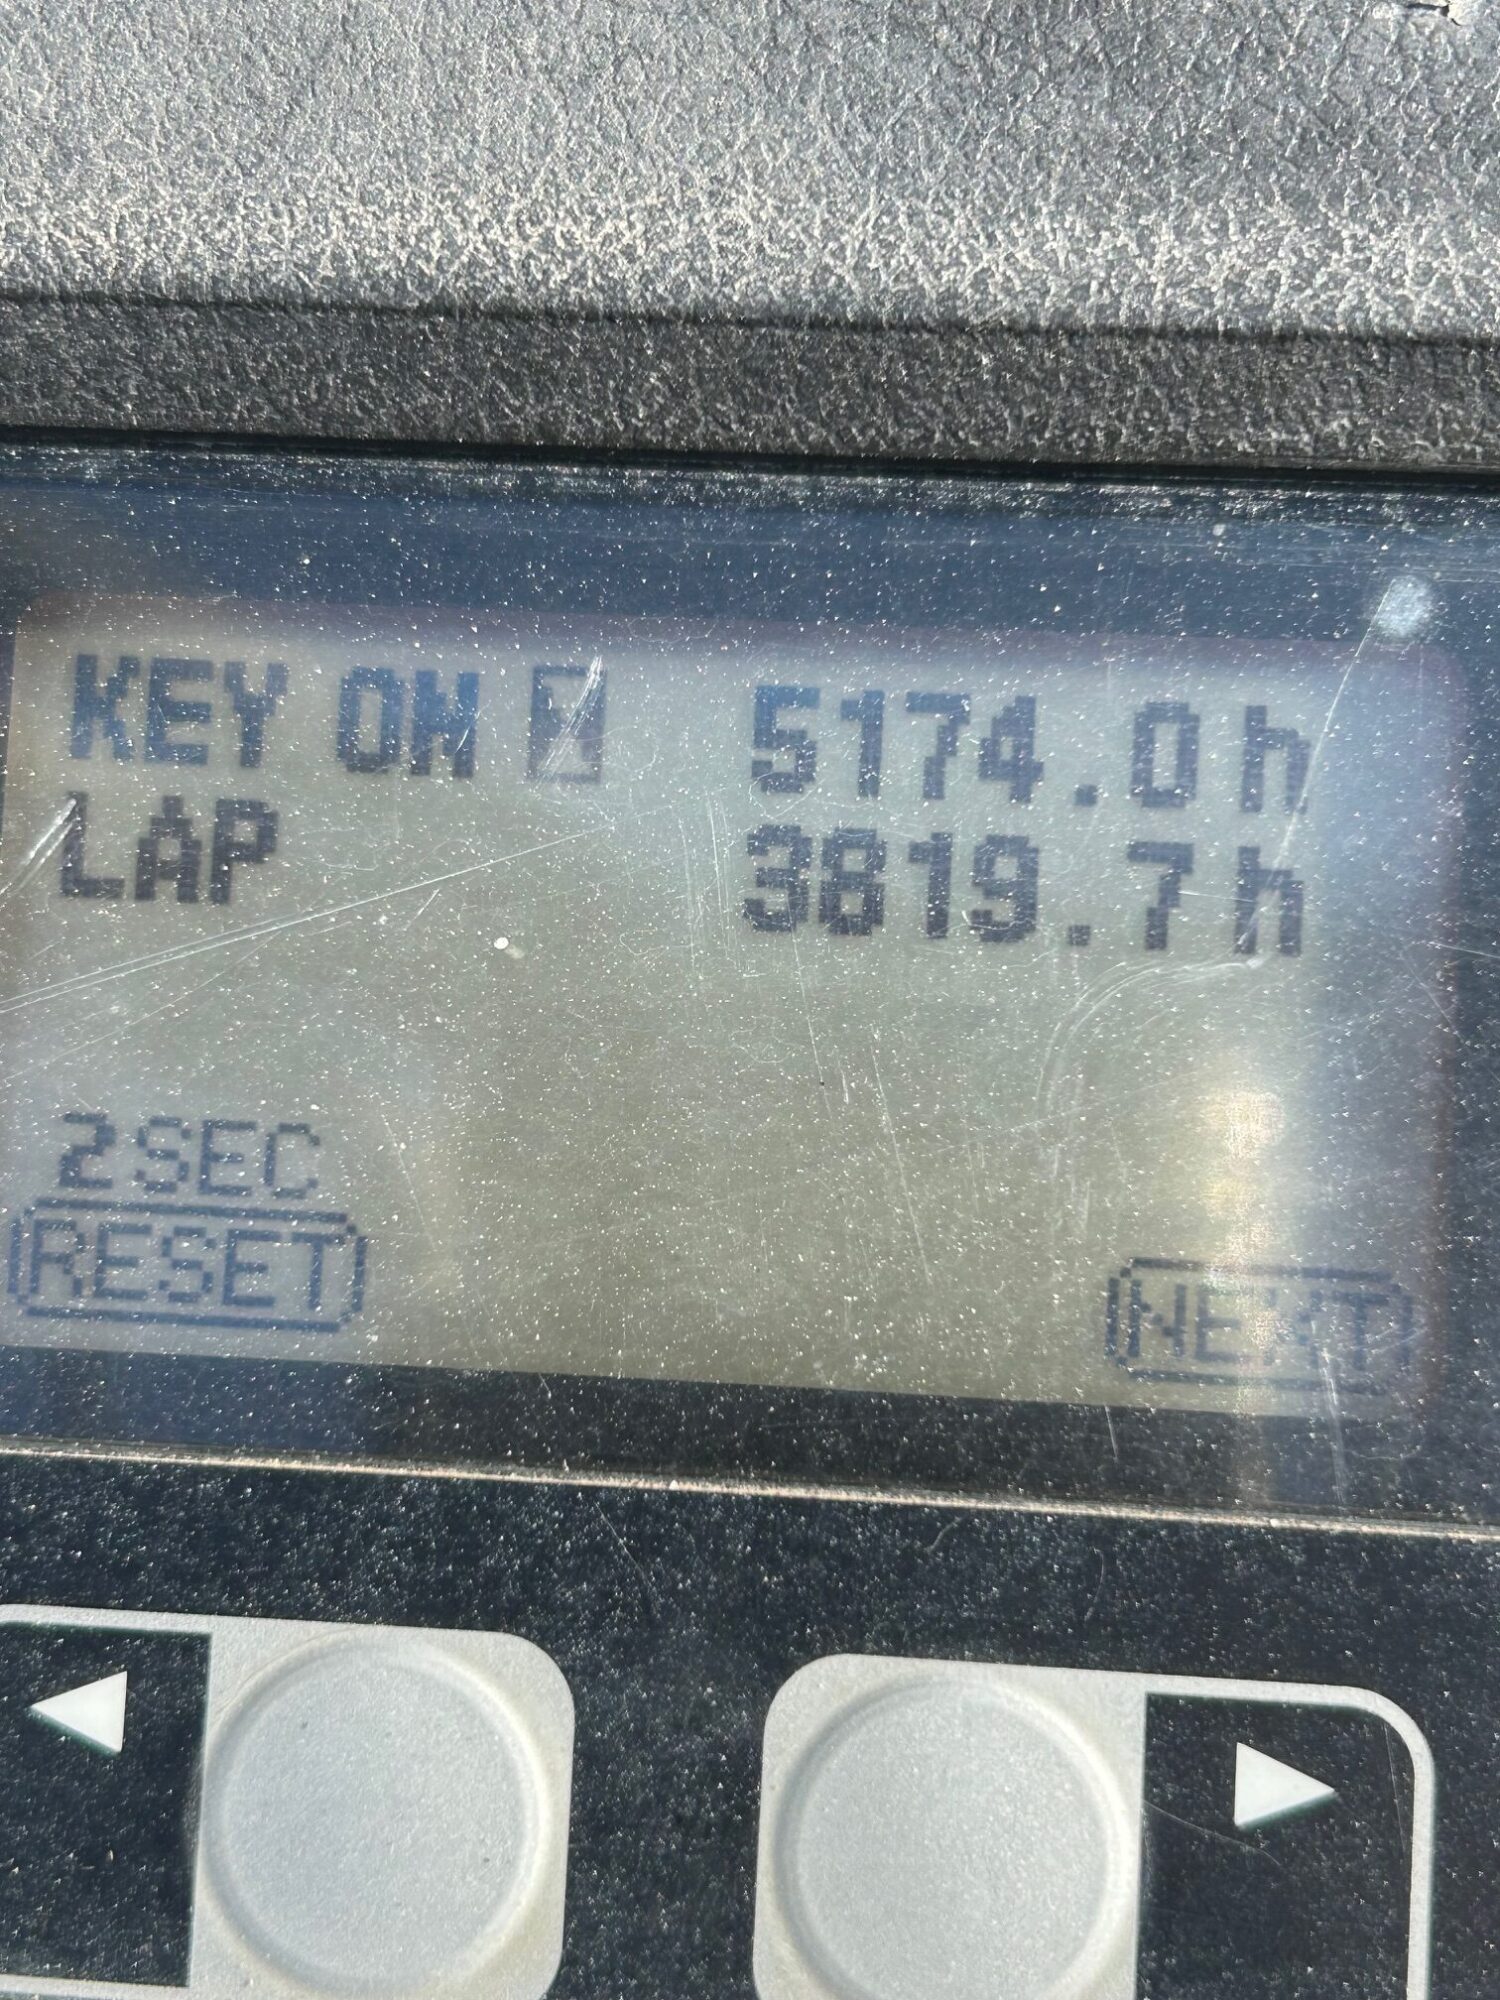 KEY ON 5174.0h
LAP 3819.7h
2SEC
RESET
NEXT